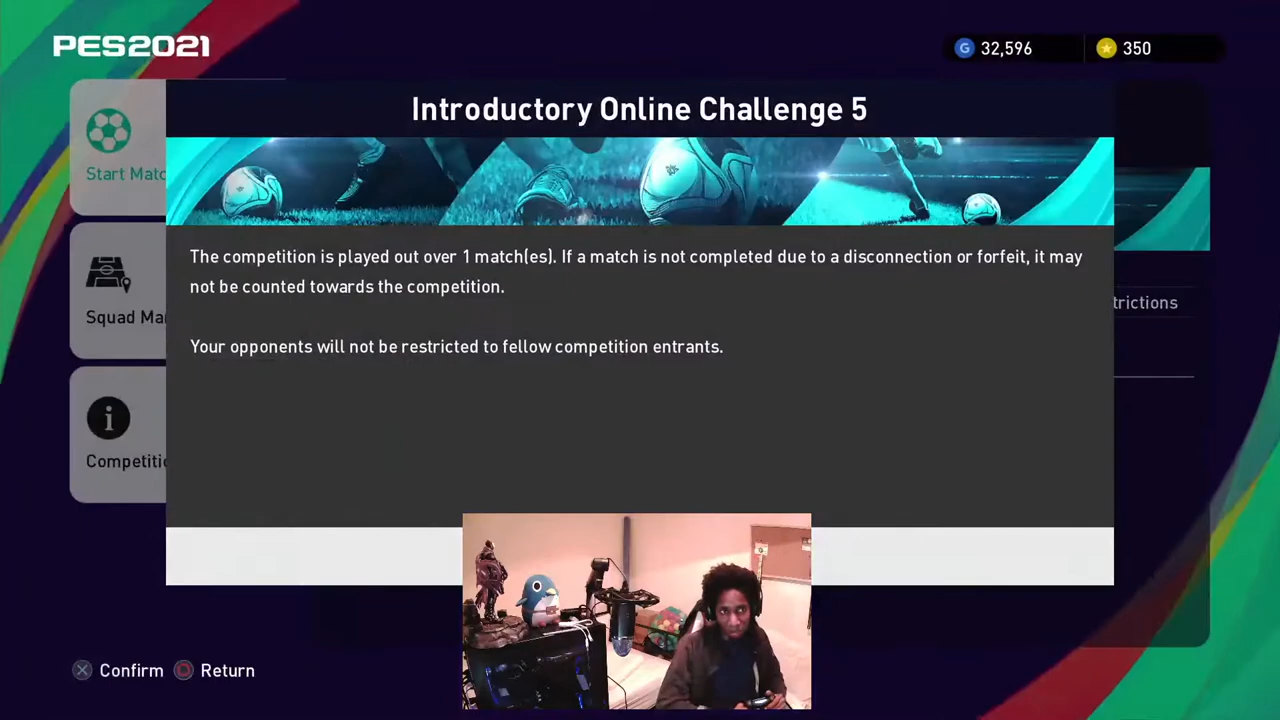 PES2021
G 32,596
350
Introductory Online Challenge 5
Start Matc
The competition is played out over 1 match(es). If a match is not completed due to a disconnection or forfeit, it may
not be counted towards the competition.
Your opponents will not be restricted to fellow competition entrants.
Squad Ma
trictions
Competiti
Confirm
Return